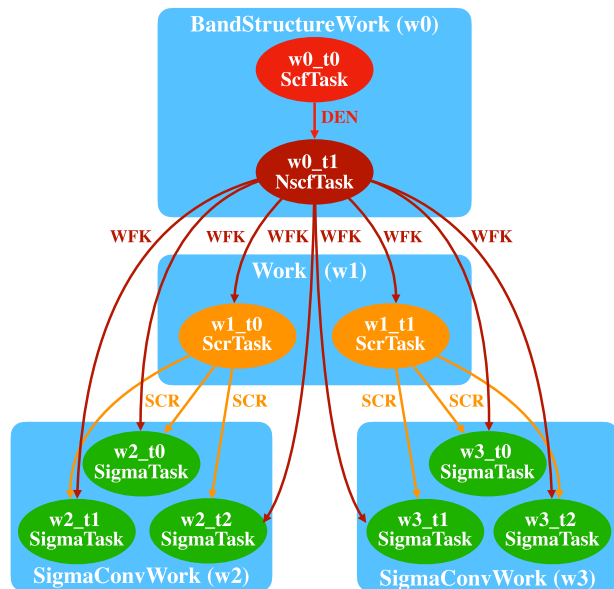 BandStructureWork (w0)
w0_t0
ScfTask
DEN
w0_t1
NscfTask
WFK WFK WFK WFK WFK WFK
Work (w1)
w1_t0
ScrTask
w1_t1
ScrTask
SCR SCR SCR SCR
w2_t0
SigmaTask
w3_t0
SigmaTask
w2_t1
SigmaTask
w2_t2
SigmaTask
w3_t1
SigmaTask
w3_t2
SigmaTask
SigmaConvWork (w2)
SigmaConvWork (w3)